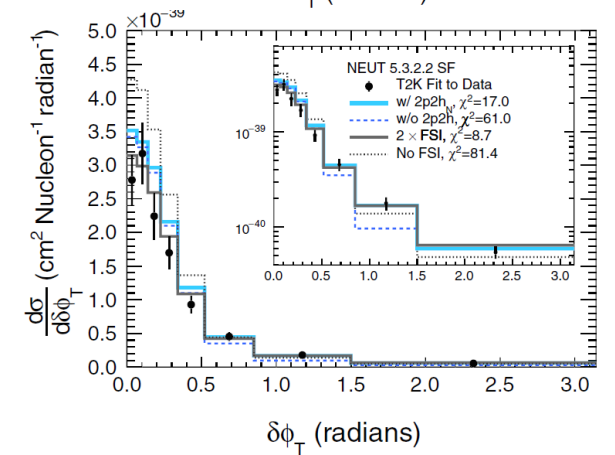 ×10⁻³⁹
5.0
4.5
4.0
3.5
3.0
2.5
2.0
1.5
1.0
0.5
0.0
dσ/dδϕ_T (cm² Nucleon⁻¹ radian⁻¹)
NEUT 5.3.2.2 SF
T2K Fit to Data
w/ 2p2h_N, χ²=17.0
w/o 2p2h, χ²=61.0
2 × FSI, χ²=8.7
No FSI, χ²=81.4
10⁻³⁹
10⁻⁴⁰
0.0 0.5 1.0 1.5 2.0 2.5 3.0
0.0 0.5 1.0 1.5 2.0 2.5 3.0
δϕ_T (radians)